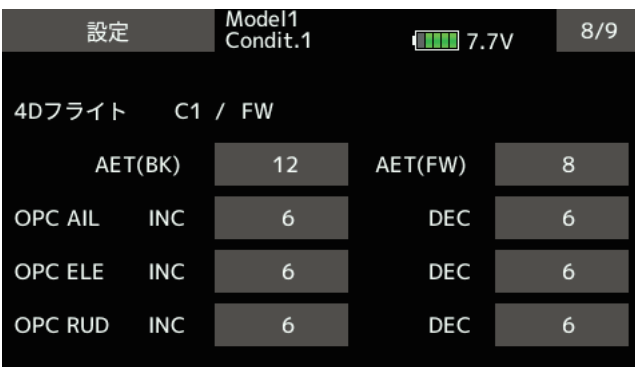 設定 Model1 8/9
Condit.1 7.7V
4Dフライト C1 / FW
AET(BK) 12 AET(FW) 8
OPC AIL INC 6 DEC 6
OPC ELE INC 6 DEC 6
OPC RUD INC 6 DEC 6